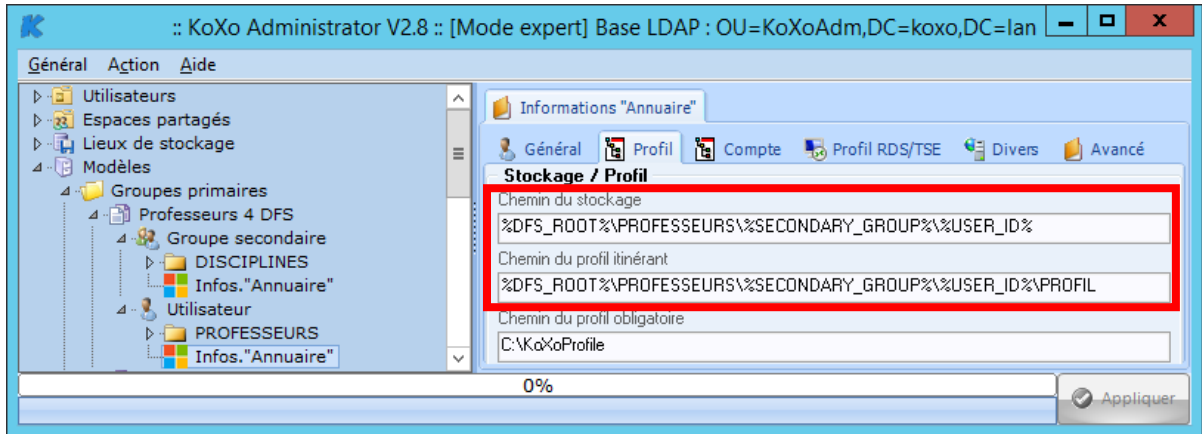 :: KoXo Administrator V2.8 :: [Mode expert] Base LDAP : OU=KoXoAdm,DC=koxo,DC=lan
Général Action Aide
Utilisateurs
Espaces partagés
Lieux de stockage
Modèles
Groupes primaires
Professeurs 4 DFS
Groupe secondaire
DISCIPLINES
Infos."Annuaire"
Utilisateur
PROFESSEURS
Infos."Annuaire"
Informations "Annuaire"
Général Profil Compte Profil RDS/TSE Divers Avancé
Stockage / Profil
Chemin du stockage
%DFS_ROOT%\PROFESSEURS\%SECONDARY_GROUP%\%USER_ID%
Chemin du profil itinérant
%DFS_ROOT%\PROFESSEURS\%SECONDARY_GROUP%\%USER_ID%\PROFIL
Chemin du profil obligatoire
C:\KoXoProfile
0%
Appliquer